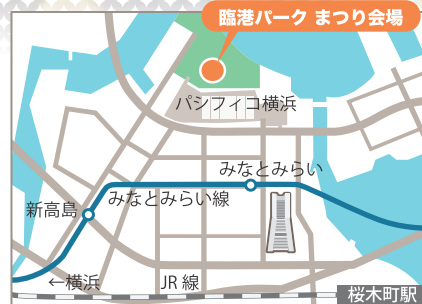 臨港パーク まつり会場
パシフィコ横浜
みなとみらい
みなとみらい線
新高島
←横浜
JR線
桜木町駅